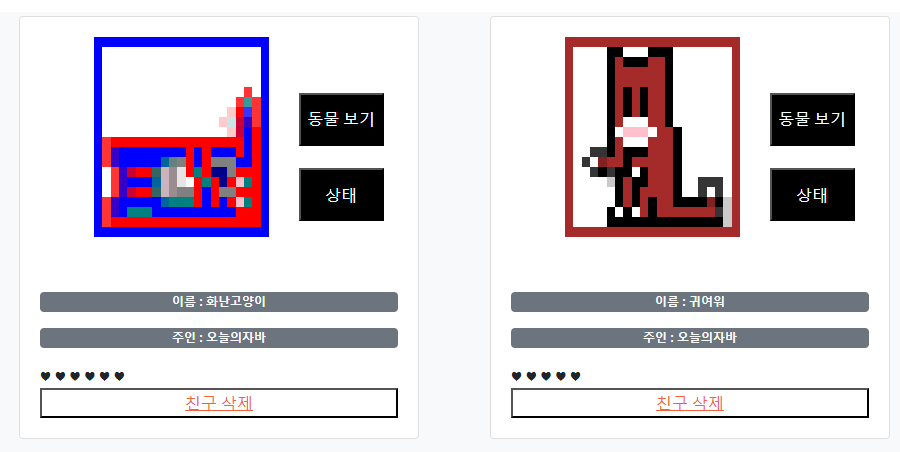 동물 보기
상태
이름 : 화난고양이
주인 : 오늘의자바
♥ ♥ ♥ ♥ ♥ ♥
친구 삭제
동물 보기
상태
이름 : 귀여워
주인 : 오늘의자바
♥ ♥ ♥ ♥ ♥
친구 삭제